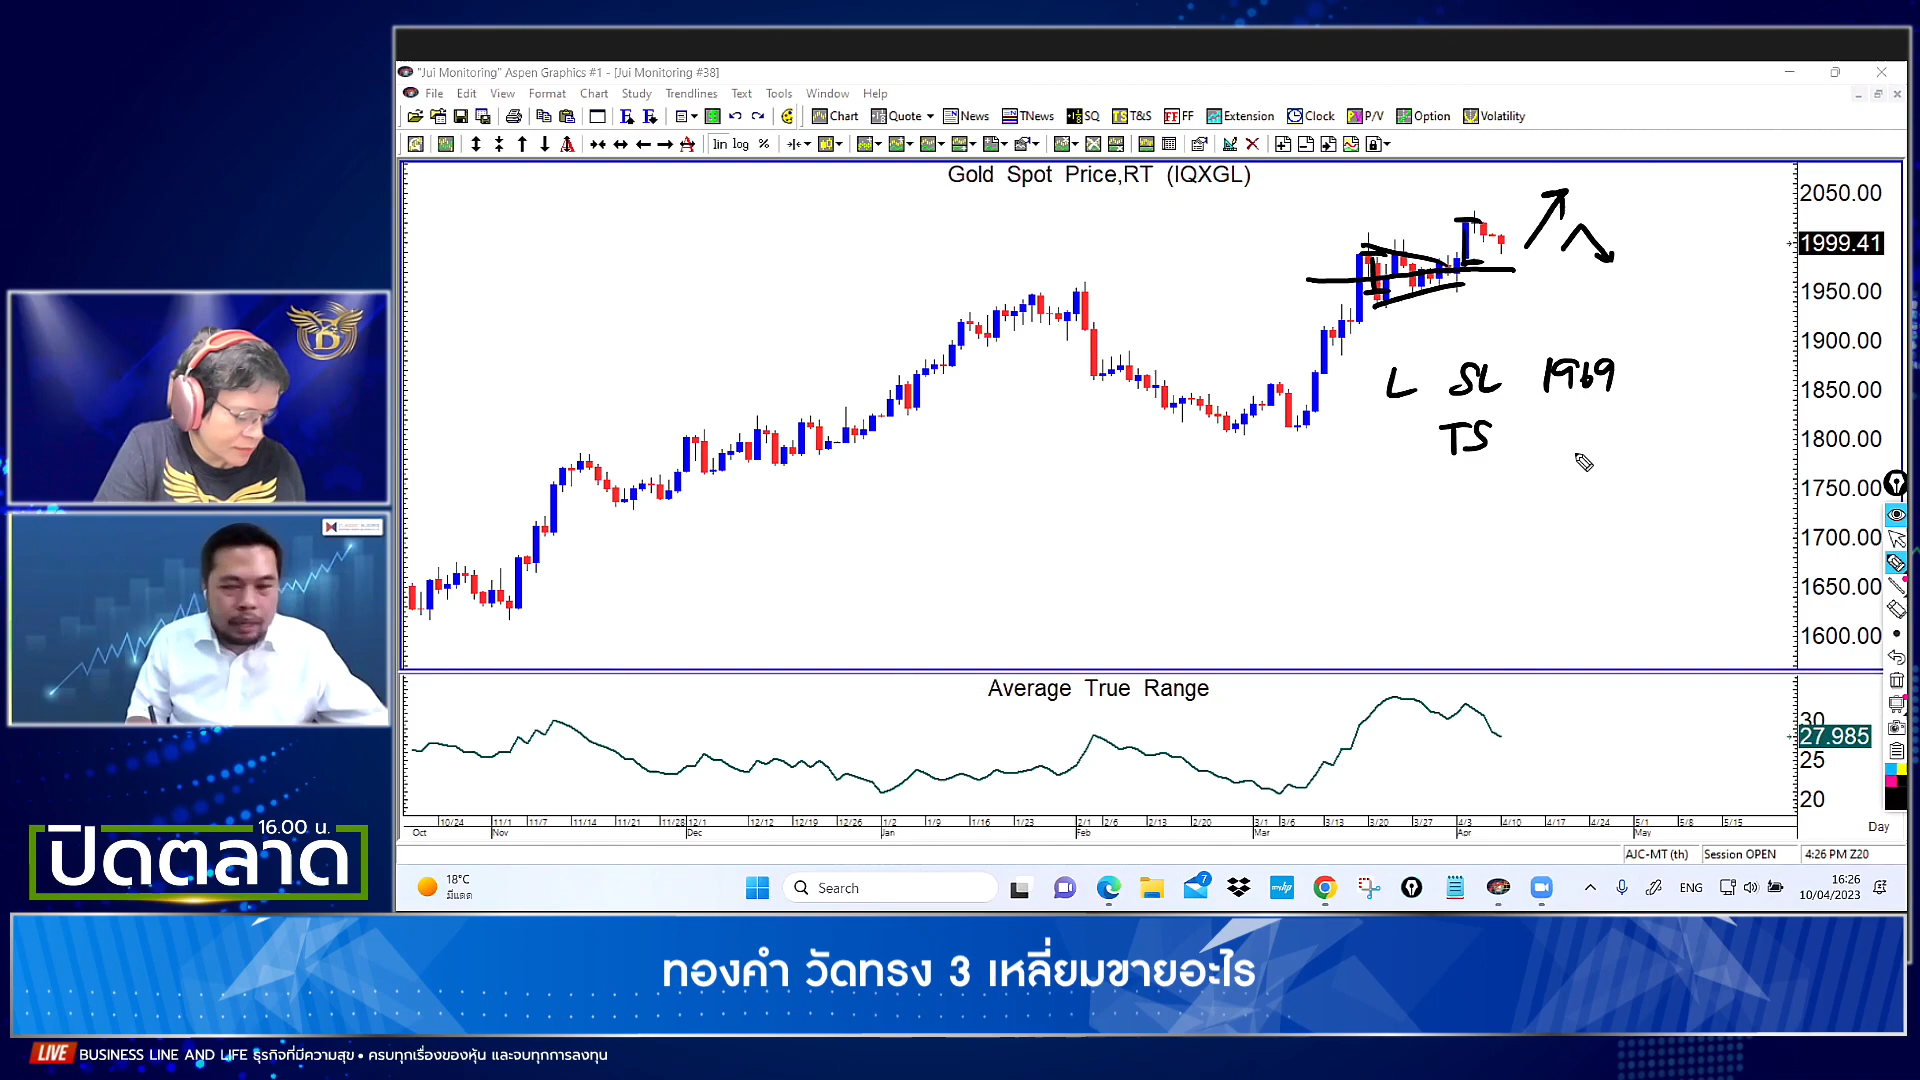 "Jui Monitoring" Aspen Graphics #1 - [Jui Monitoring #38]
File Edit View Format Chart Study Trendlines Text Tools Window Help
Chart Quote News TNews SQ T&S FF Extension Clock P/V Option Volatility
lin log %
Gold Spot Price,RT (IQXGL)
2050.00
1999.41
1950.00
1900.00
1850.00
1800.00
1750.00
1700.00
1650.00
1600.00
L SL 1969
TS
Average True Range
30
27.985
25
20
10/24 11/1 11/7 11/14 11/21 11/28 12/1 12/12 12/19 12/26 1/2 1/9 1/16 1/23 2/1 2/6 2/13 2/20 3/1 3/6 3/13 3/20 3/27 4/3 4/10 4/17 4/24 5/1 5/8 5/15
Oct Nov Dec Jan Feb Mar Apr May Day
AJC-MT (th) Session OPEN 4:26 PM Z20
18°C
มีแดด
Search
7
ENG
16:26
10/04/2023
16.00 น.
ปิดตลาด
ทองคำ วัดทรง 3 เหลี่ยมขายอะไร
LIVE BUSINESS LINE AND LIFE ธุรกิจที่มีความสุข • ครบทุกเรื่องของหุ้น และจบทุกการลงทุน